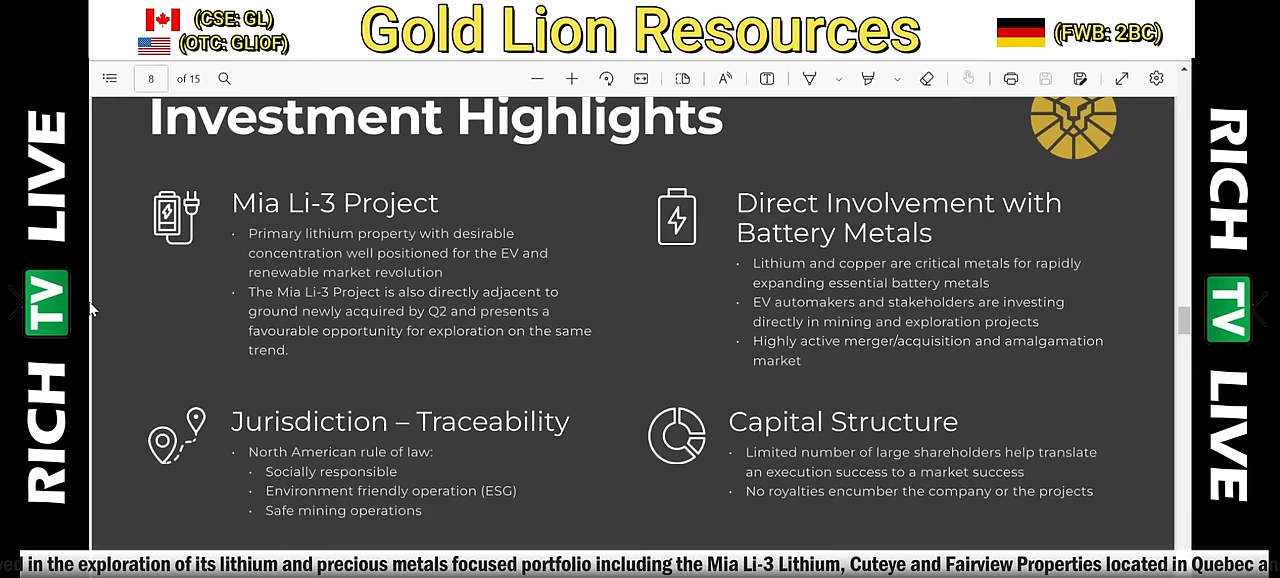 (CSE: GL)
(OTC: GLIOF)
Gold Lion Resources
(FWB: 2BC)
8 of 15
Investment Highlights
Mia Li-3 Project
• Primary lithium property with desirable
concentration well positioned for the EV and
renewable market revolution
• The Mia Li-3 Project is also directly adjacent to
ground newly acquired by Q2 and presents a
favourable opportunity for exploration on the same
trend.
Direct Involvement with
Battery Metals
• Lithium and copper are critical metals for rapidly
expanding essential battery metals
• EV automakers and stakeholders are investing
directly in mining and exploration projects
• Highly active merger/acquisition and amalgamation
market
Jurisdiction – Traceability
• North American rule of law:
• Socially responsible
• Environment friendly operation (ESG)
• Safe mining operations
Capital Structure
• Limited number of large shareholders help translate
an execution success to a market success
• No royalties encumber the company or the projects
RICH TV LIVE
RICH TV LIVE
in the exploration of its lithium and precious metals focused portfolio including the Mia Li-3 Lithium, Cuteye and Fairview Properties located in Quebec